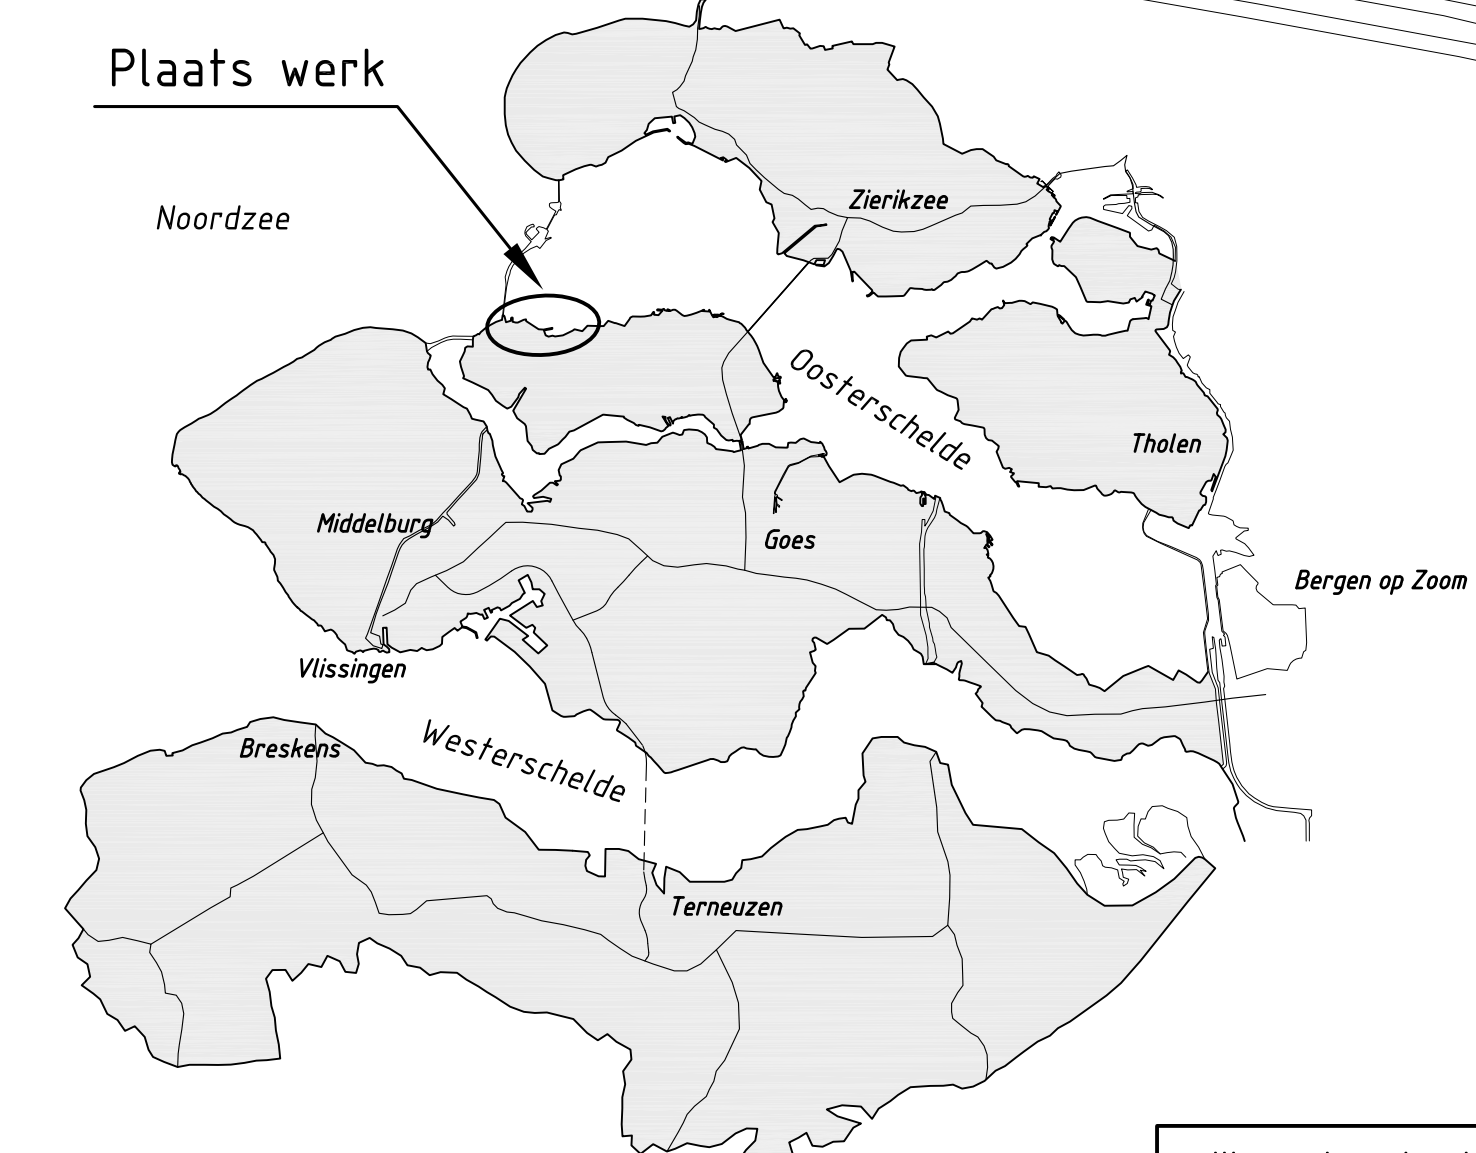 Plaats werk
Noordzee
Zierikzee
Oosterschelde
Tholen
Middelburg
Goes
Bergen op Zoom
Vlissingen
Westerschelde
Breskens
Terneuzen